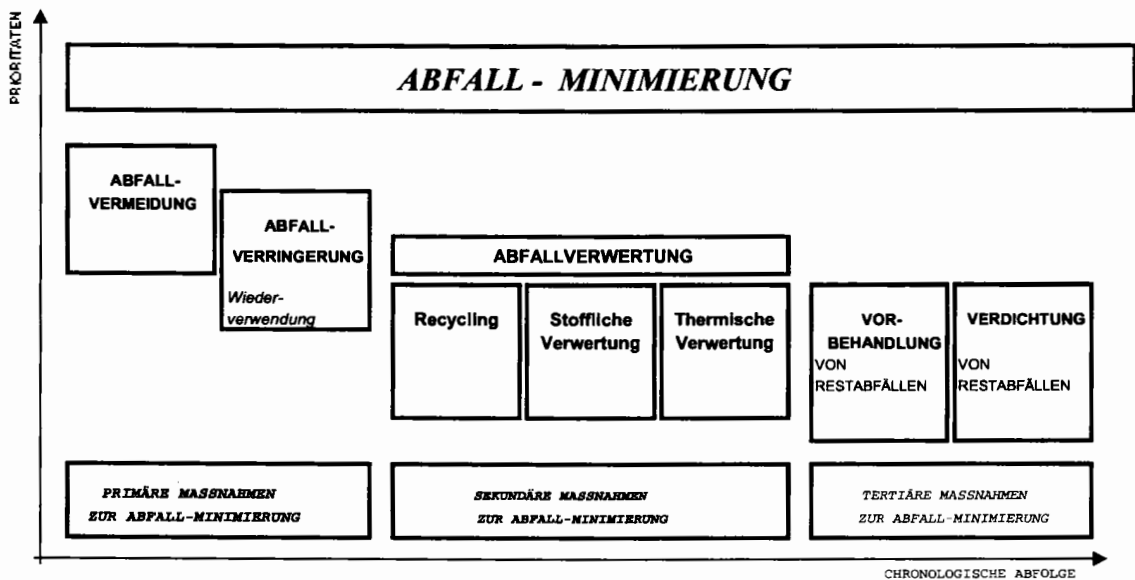 PRIORITÄTEN
ABFALL - MINIMIERUNG
ABFALL-
VERMEIDUNG
ABFALL-
VERRINGERUNG
Wieder-
verwendung
ABFALLVERWERTUNG
Recycling
Stoffliche
Verwertung
Thermische
Verwertung
VOR-
BEHANDLUNG
VON
RESTABFÄLLEN
VERDICHTUNG
VON
RESTABFÄLLEN
PRIMÄRE MASSNAHMEN
ZUR ABFALL-MINIMIERUNG
SEKUNDÄRE MASSNAHMEN
ZUR ABFALL-MINIMIERUNG
TERTIÄRE MASSNAHMEN
ZUR ABFALL-MINIMIERUNG
CHRONOLOGISCHE ABFOLGE